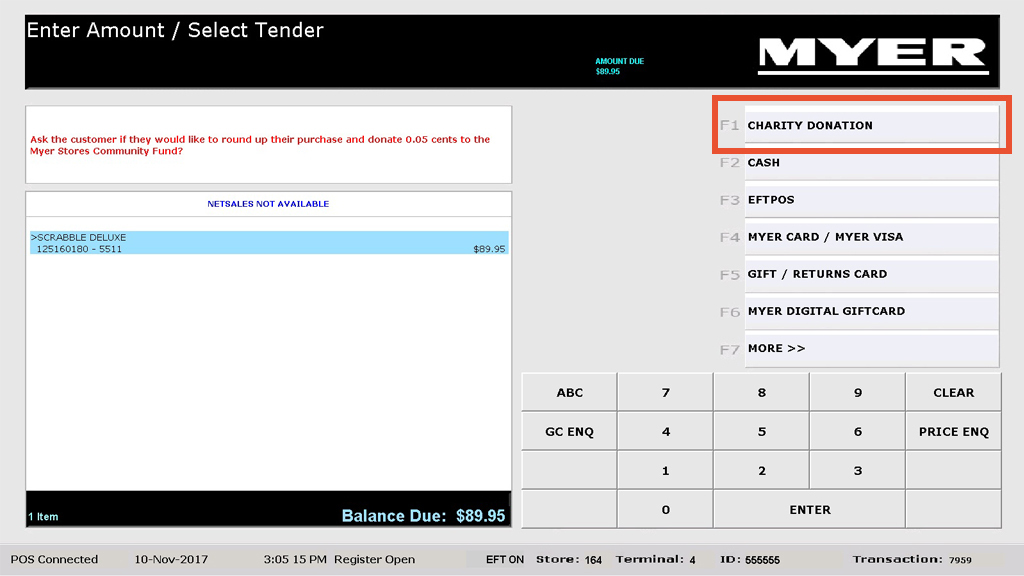 Enter Amount / Select Tender
AMOUNT DUE
$89.95
MYER
Ask the customer if they would like to round up their purchase and donate 0.05 cents to the
Myer Stores Community Fund?
NETSALES NOT AVAILABLE
>SCRABBLE DELUXE
125160180 - 5511 $89.95
1 Item Balance Due: $89.95
F1 CHARITY DONATION
F2 CASH
F3 EFTPOS
F4 MYER CARD / MYER VISA
F5 GIFT / RETURNS CARD
F6 MYER DIGITAL GIFTCARD
F7 MORE >>
ABC 7 8 9 CLEAR
GC ENQ 4 5 6 PRICE ENQ
1 2 3
0 ENTER
POS Connected 10-Nov-2017 3:05 15 PM Register Open EFT ON Store: 164 Terminal: 4 ID: 555555 Transaction: 7959